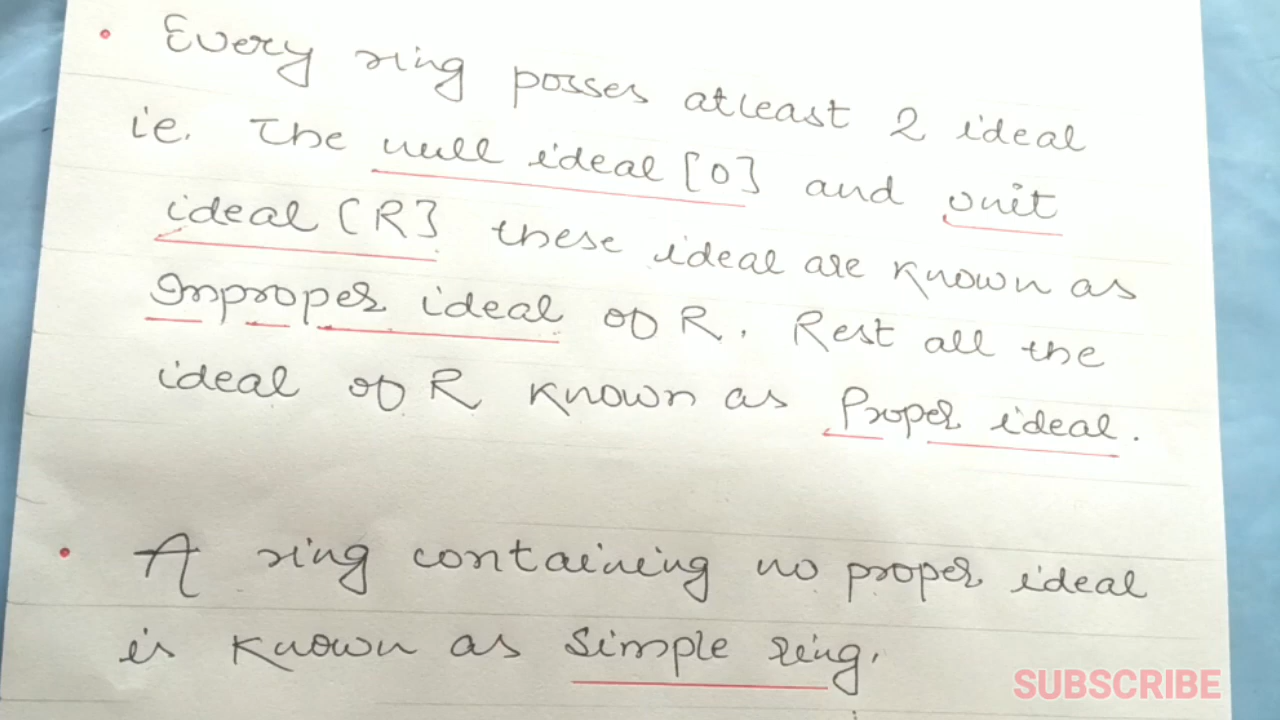 • Every ring posses atleast 2 ideal
ie. The null ideal [0] and unit
ideal [R] these ideal are known as
Improper ideal of R. Rest all the
ideal of R known as Proper ideal.
• A ring containing no proper ideal
is known as simple ring.
SUBSCRIBE